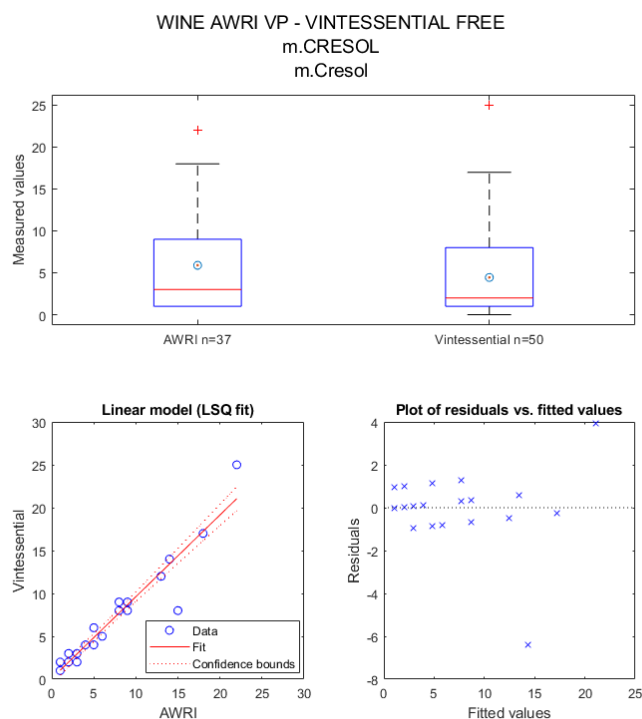 WINE AWRI VP - VINTESSENTIAL FREE
m.CRESOL
m.Cresol
25
20
15
10
5
0
Measured values
AWRI n=37
Vintessential n=50
Linear model (LSQ fit)
30
25
20
15
10
5
0
Vintessential
0 5 10 15 20 25 30
AWRI
Data
Fit
Confidence bounds
Plot of residuals vs. fitted values
4
2
0
-2
-4
-6
-8
Residuals
0 5 10 15 20 25
Fitted values